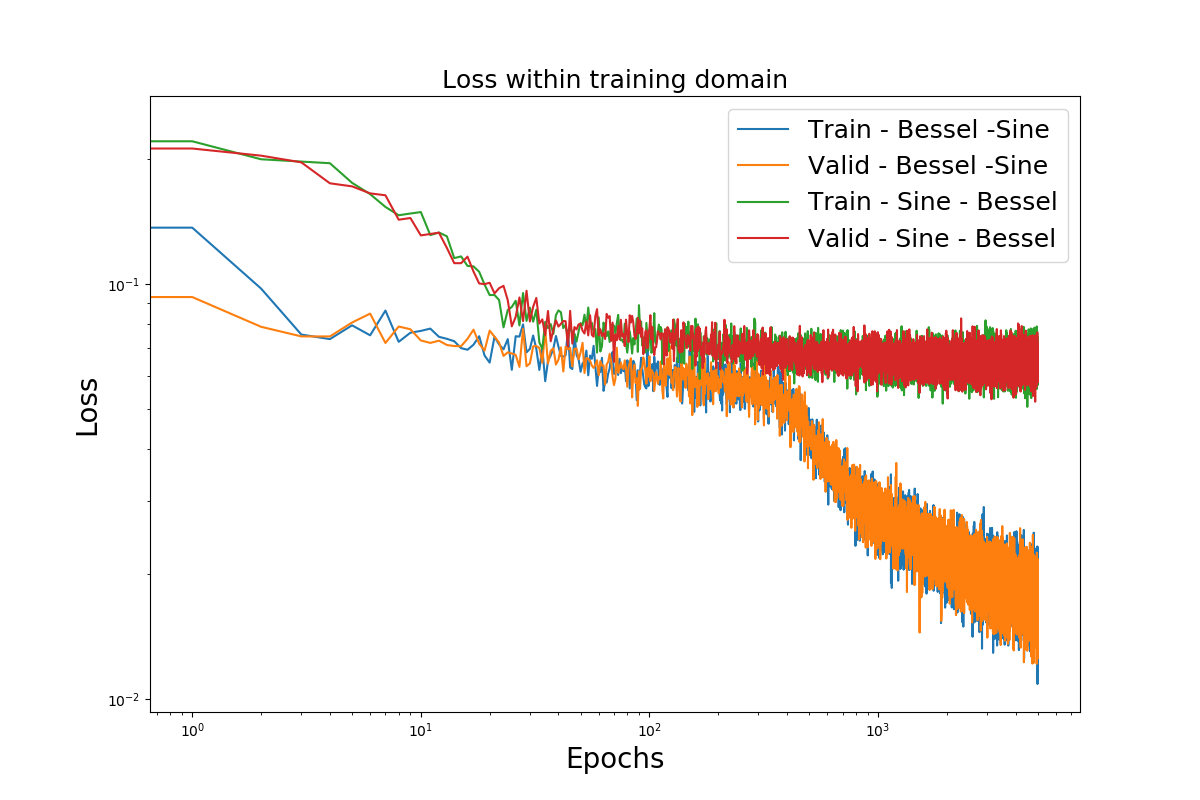 Loss within training domain
Train - Bessel -Sine
Valid - Bessel -Sine
Train - Sine - Bessel
Valid - Sine - Bessel
Loss
10⁻¹
10⁻²
10⁰ 10¹ 10² 10³
Epochs